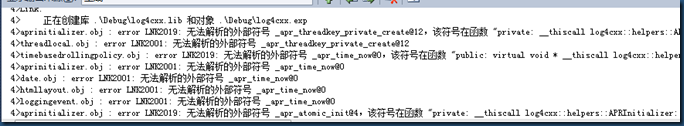 4>LINK:
4>    正在创建库 .\Debug\log4cxx.lib 和对象 .\Debug\log4cxx.exp
4>aprinitializer.obj : error LNK2019: 无法解析的外部符号 _apr_threadkey_private_create@12，该符号在函数 "private: __thiscall log4cxx::helpers::AP
4>threadlocal.obj : error LNK2001: 无法解析的外部符号 _apr_threadkey_private_create@12
4>timebasedrollingpolicy.obj : error LNK2019: 无法解析的外部符号 _apr_time_now@0，该符号在函数 "public: virtual void * __thiscall log4cxx::helpers
4>aprinitializer.obj : error LNK2001: 无法解析的外部符号 _apr_time_now@0
4>date.obj : error LNK2001: 无法解析的外部符号 _apr_time_now@0
4>htmllayout.obj : error LNK2001: 无法解析的外部符号 _apr_time_now@0
4>loggingevent.obj : error LNK2001: 无法解析的外部符号 _apr_time_now@0
4>aprinitializer.obj : error LNK2019: 无法解析的外部符号 _apr_atomic_init@4，该符号在函数 "private: __thiscall log4cxx::helpers::APRInitializer: